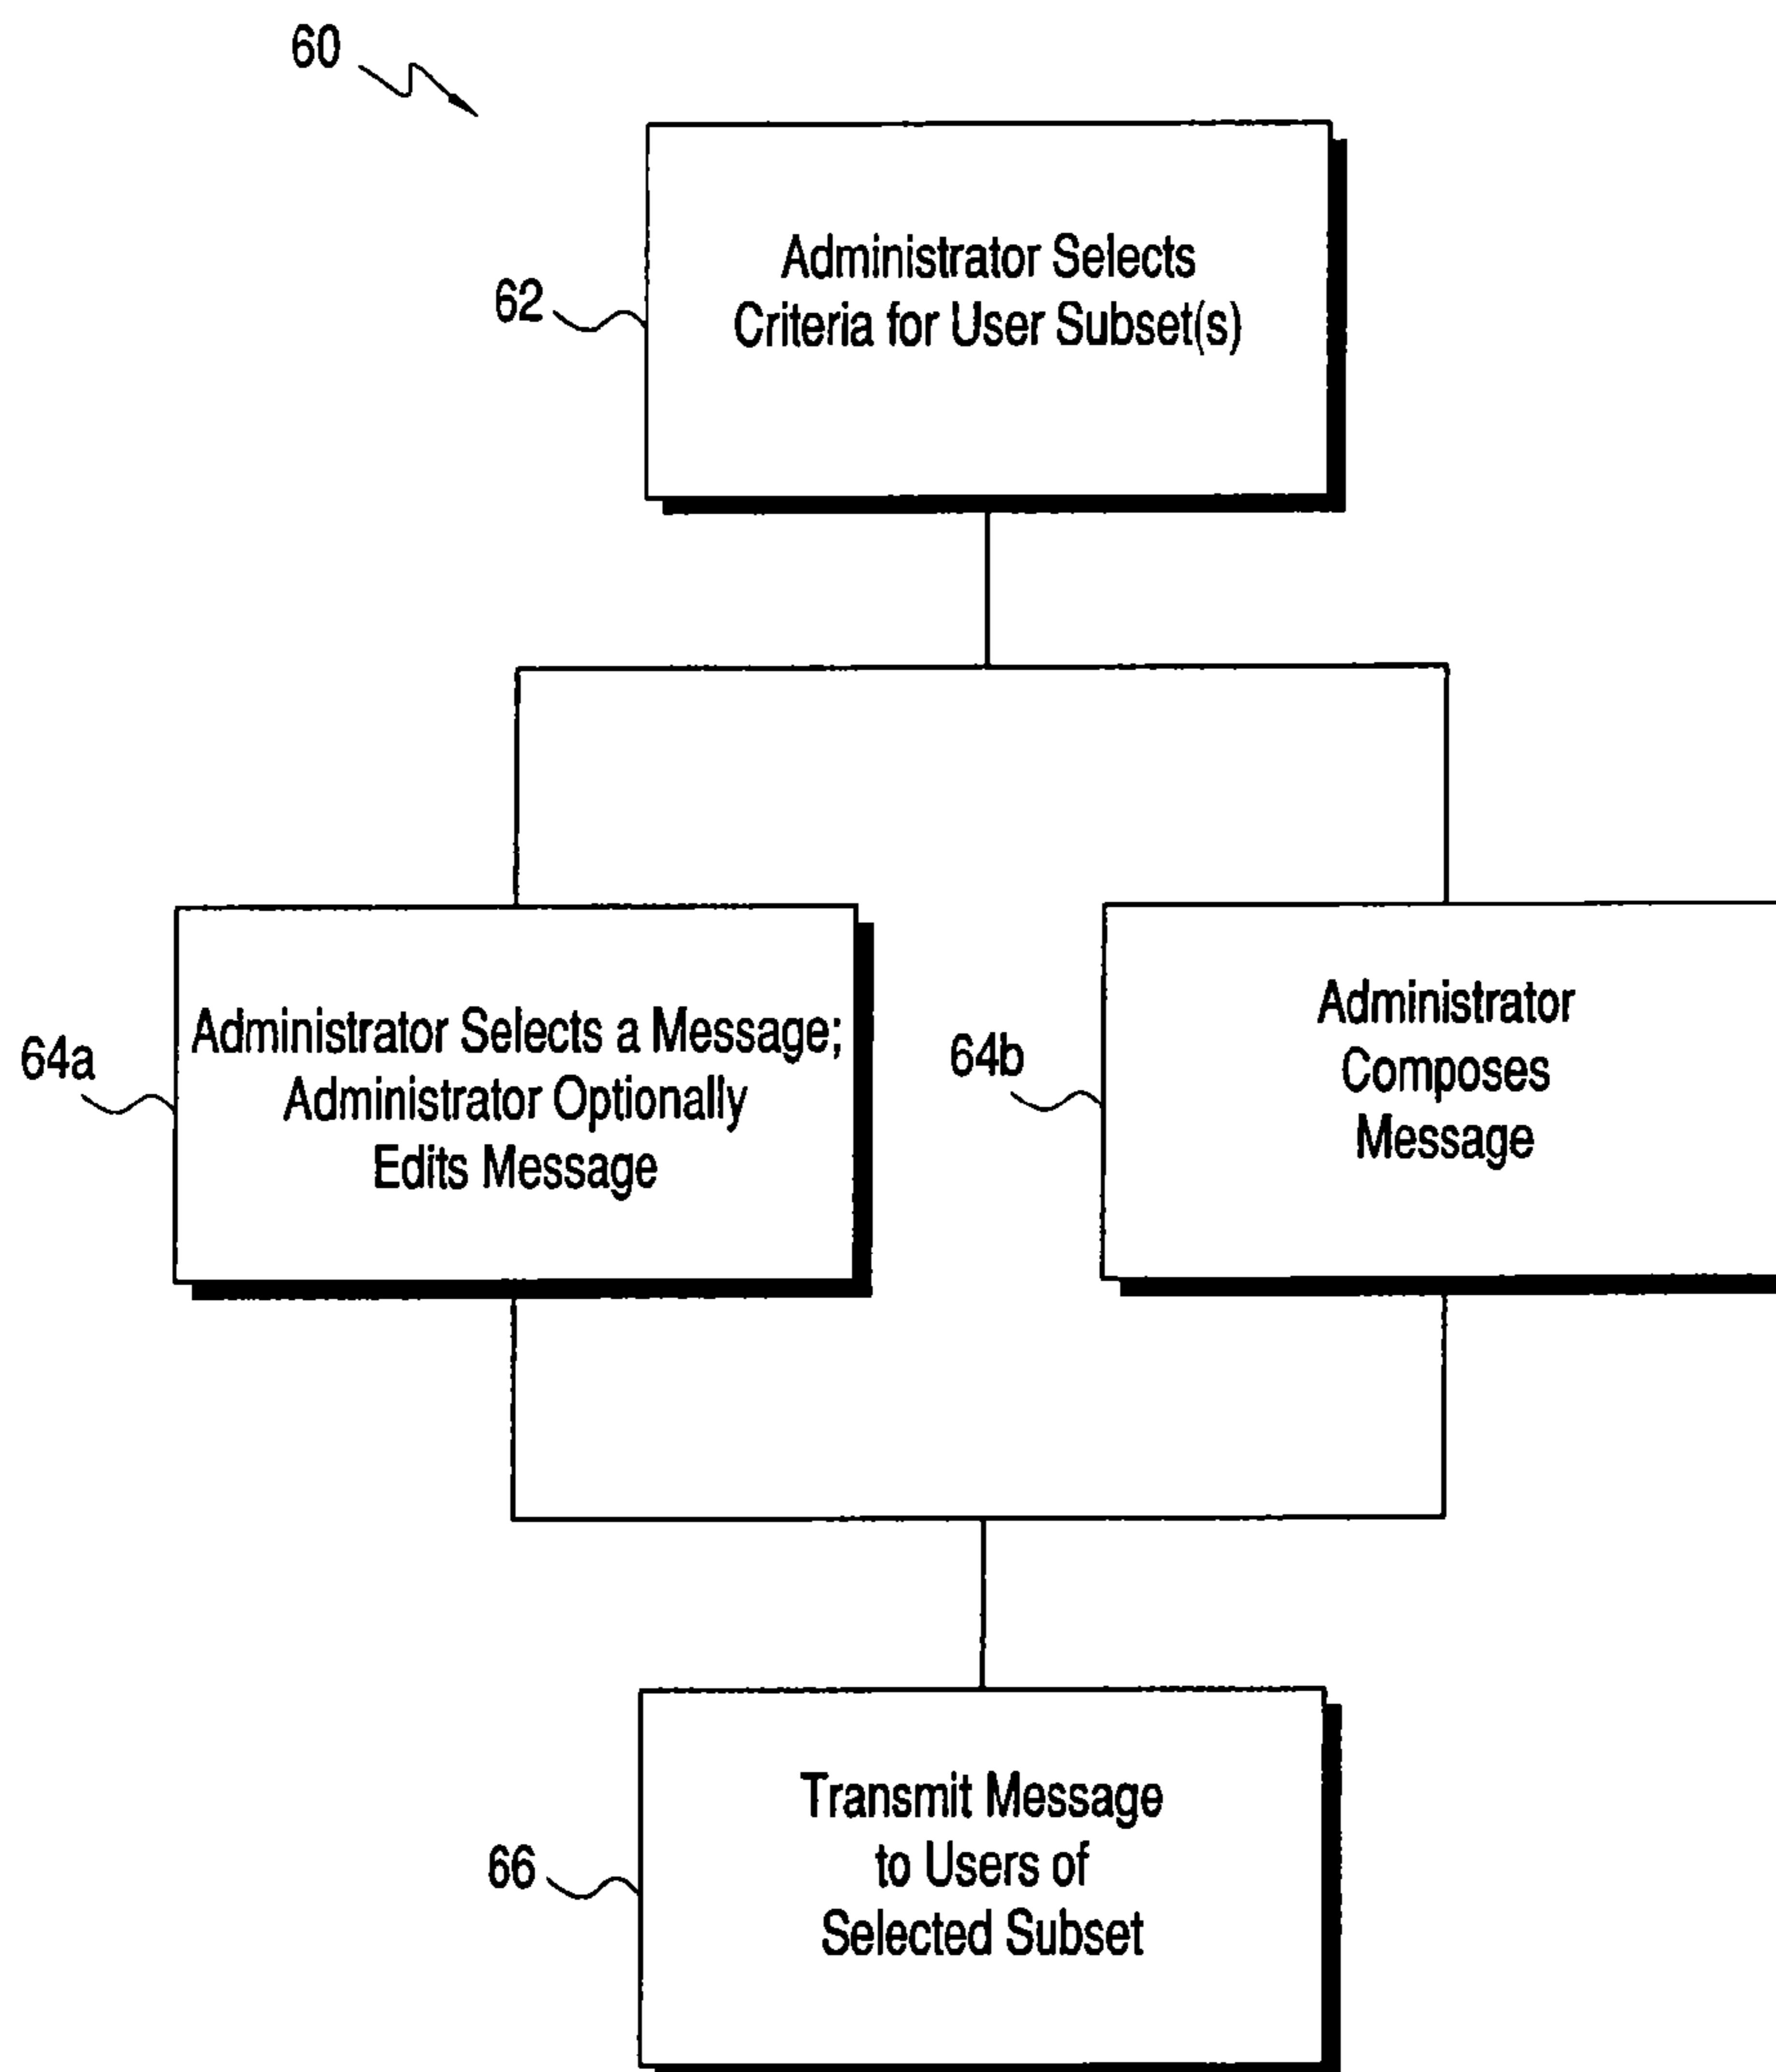 60
Administrator Selects
Criteria for User Subset(s)
62
Administrator Selects a Message;
Administrator Optionally
Edits Message
64a
Administrator
Composes
Message
64b
Transmit Message
to Users of
Selected Subset
66